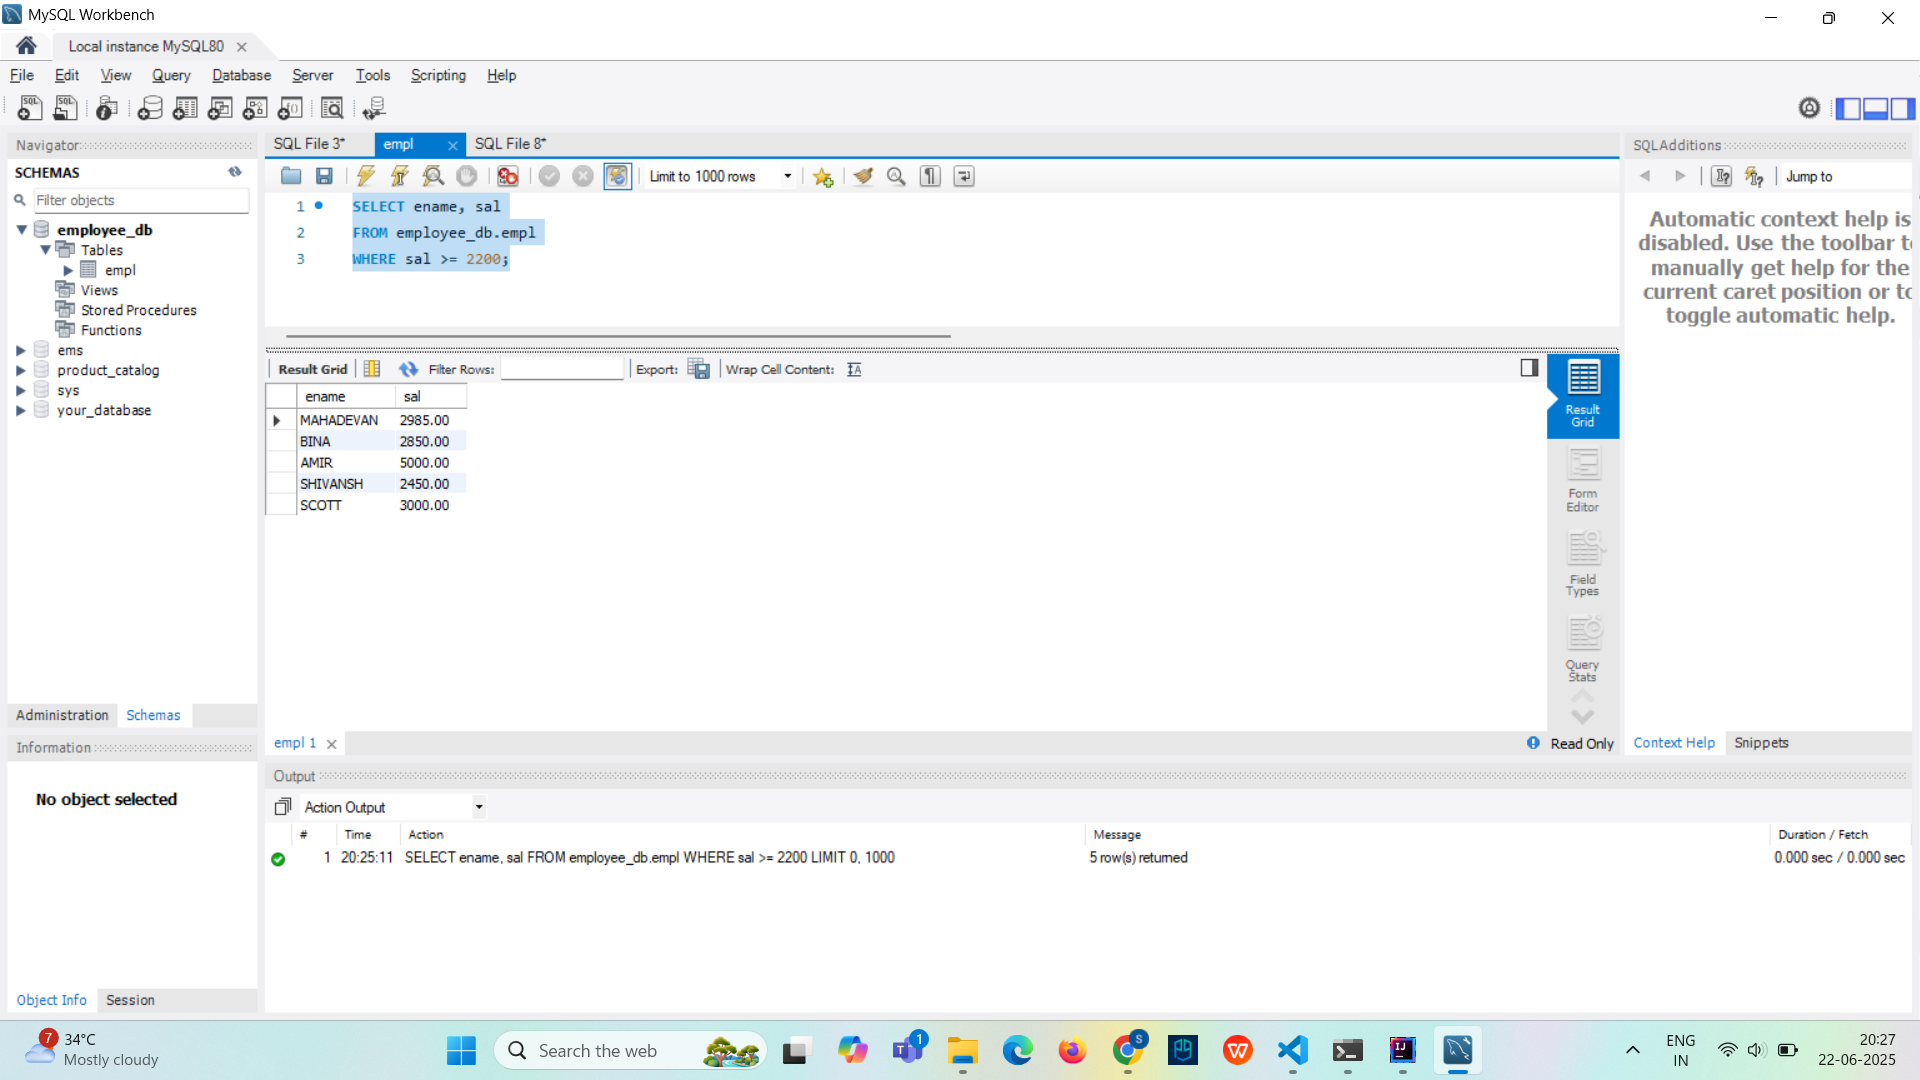 MySQL Workbench
Local instance MySQL80
File Edit View Query Database Server Tools Scripting Help
Navigator
SCHEMAS
Filter objects
employee_db
Tables
empl
Views
Stored Procedures
Functions
ems
product_catalog
sys
your_database
Administration Schemas
Information
No object selected
Object Info Session
SQL File 3* empl SQL File 8*
Limit to 1000 rows
1 SELECT ename, sal
2 FROM employee_db.empl
3 WHERE sal >= 2200;
Result Grid Filter Rows: Export: Wrap Cell Content:
ename sal
MAHADEVAN 2985.00
BINA 2850.00
AMIR 5000.00
SHIVANSH 2450.00
SCOTT 3000.00
Result
Grid
Form
Editor
Field
Types
Query
Stats
empl 1
Read Only
SQLAdditions
Jump to
Automatic context help is
disabled. Use the toolbar t
manually get help for the
current caret position or to
toggle automatic help.
Context Help Snippets
Output
Action Output
# Time Action Message Duration / Fetch
1 20:25:11 SELECT ename, sal FROM employee_db.empl WHERE sal >= 2200 LIMIT 0, 1000 5 row(s) returned 0.000 sec / 0.000 sec
7
34°C
Mostly cloudy
Search the web
1
S
ENG
IN
20:27
22-06-2025